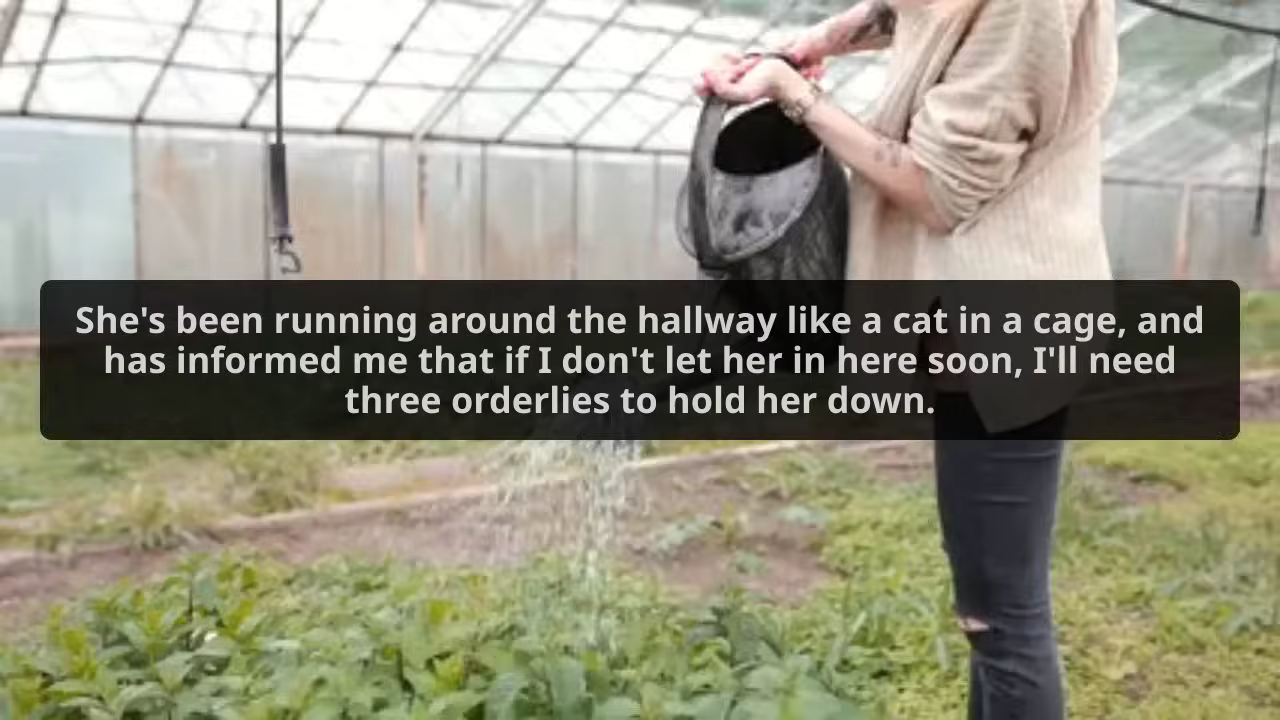 She's been running around the hallway like a cat in a cage, and
has informed me that if I don't let her in here soon, I'll need
three orderlies to hold her down.